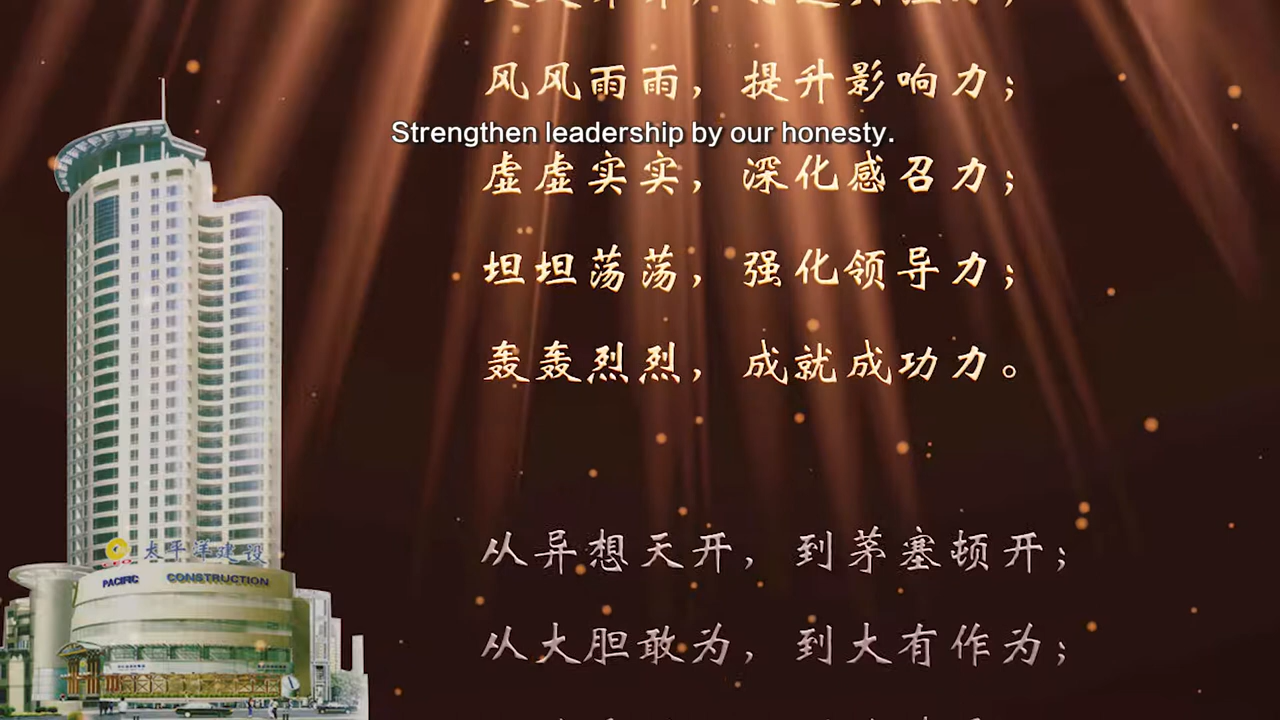 风风雨雨，提升影响力；
Strengthen leadership by our honesty.
虚虚实实，深化感召力；
坦坦荡荡，强化领导力；
轰轰烈烈，成就成功力。
从异想天开，到茅塞顿开；
太平洋建设
PACIFIC CONSTRUCTION
从大胆敢为，到大有作为；